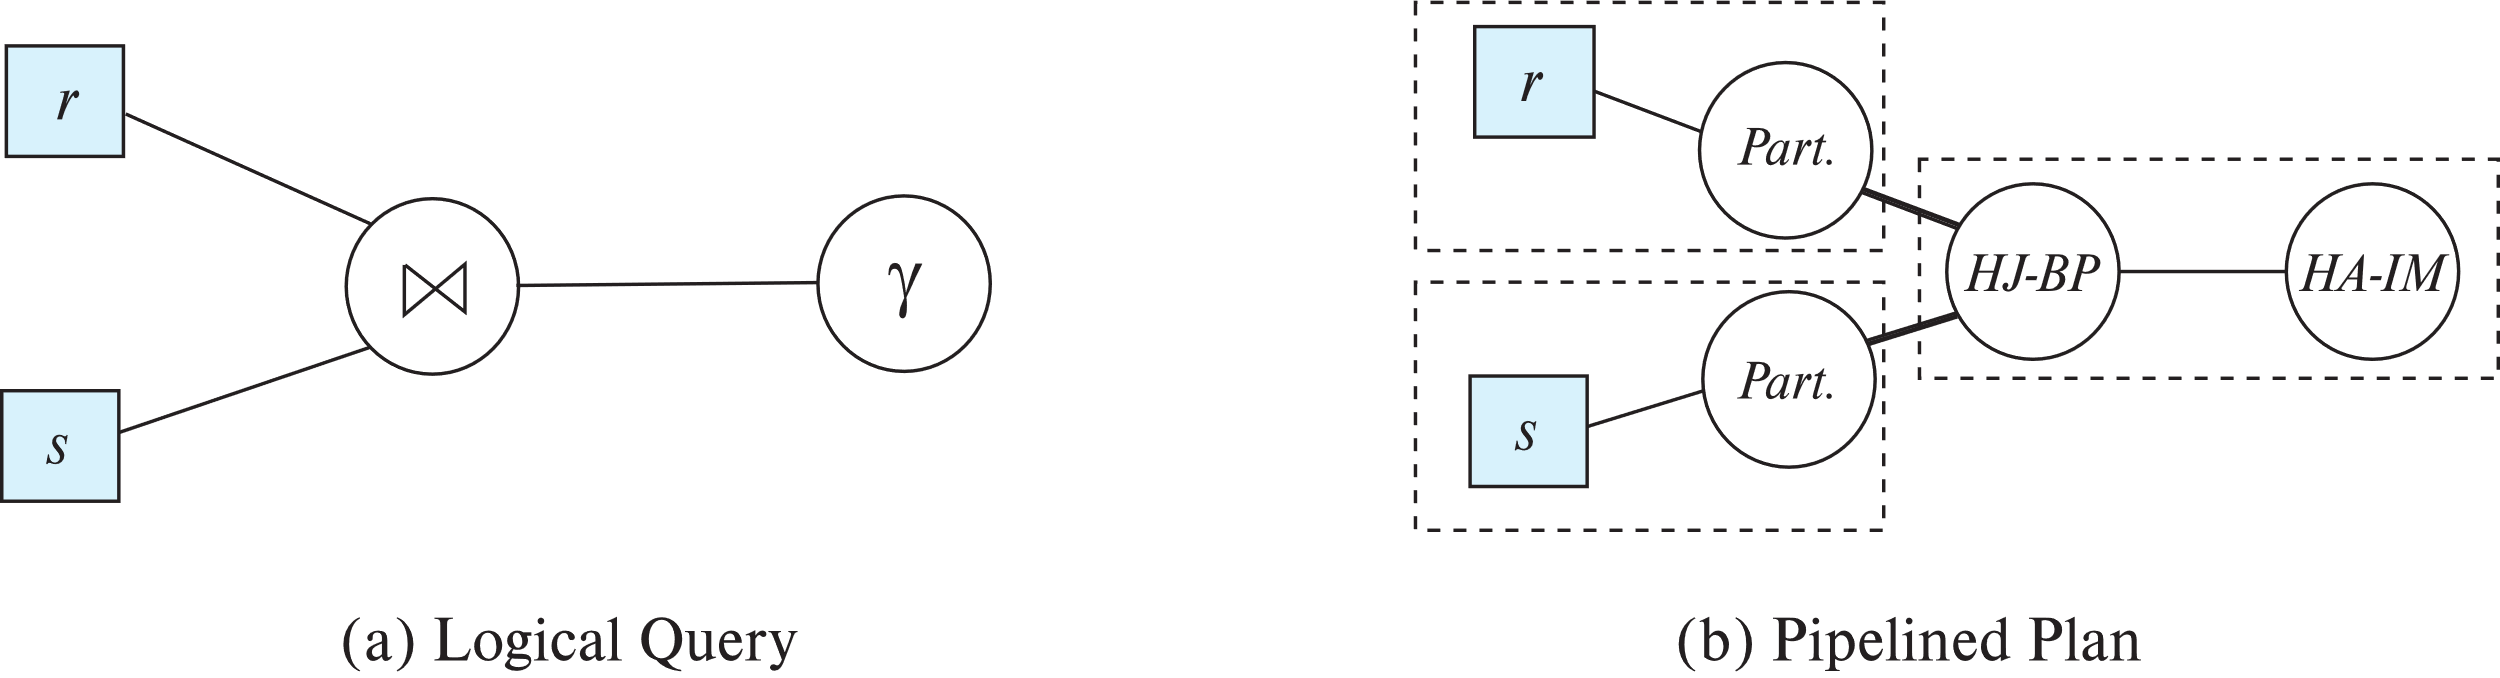 r
s
⋈
γ
(a) Logical Query
r
Part.
s
Part.
HJ-BP
HA-IM
(b) Pipelined Plan